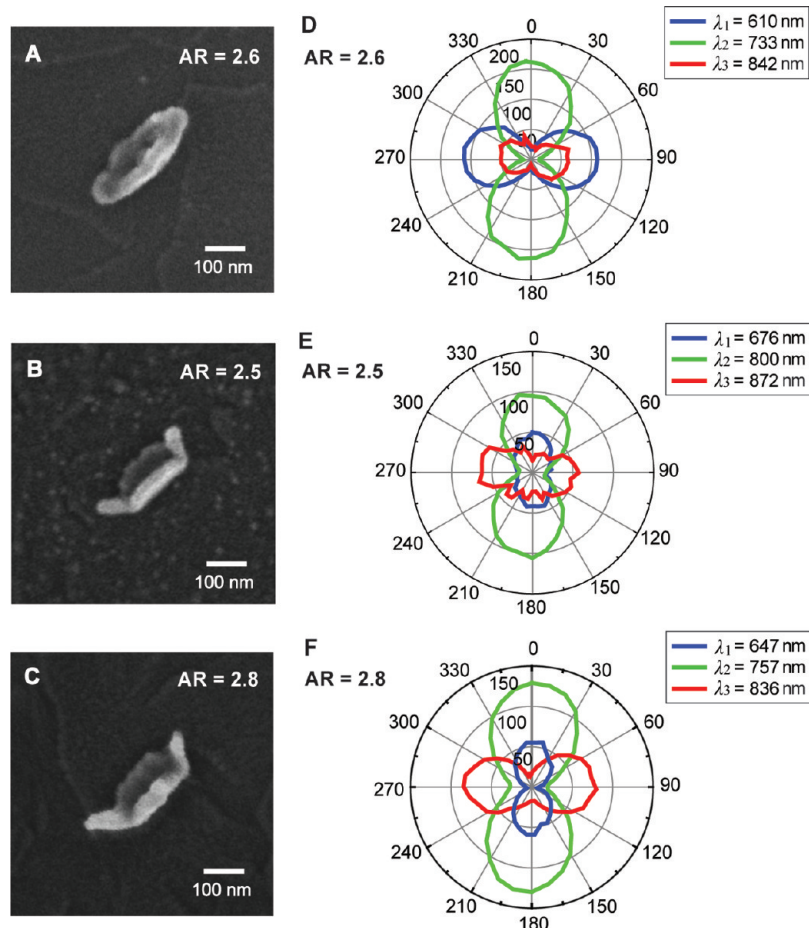 A
AR = 2.6
100 nm
D
AR = 2.6
0
30
60
90
120
150
180
210
240
270
300
330
200
150
100
50
λ1 = 610 nm
λ2 = 733 nm
λ3 = 842 nm
B
AR = 2.5
100 nm
E
AR = 2.5
0
30
60
90
120
150
180
210
240
270
300
330
150
100
50
λ1 = 676 nm
λ2 = 800 nm
λ3 = 872 nm
C
AR = 2.8
100 nm
F
AR = 2.8
0
30
60
90
120
150
180
210
240
270
300
330
150
100
50
λ1 = 647 nm
λ2 = 757 nm
λ3 = 836 nm